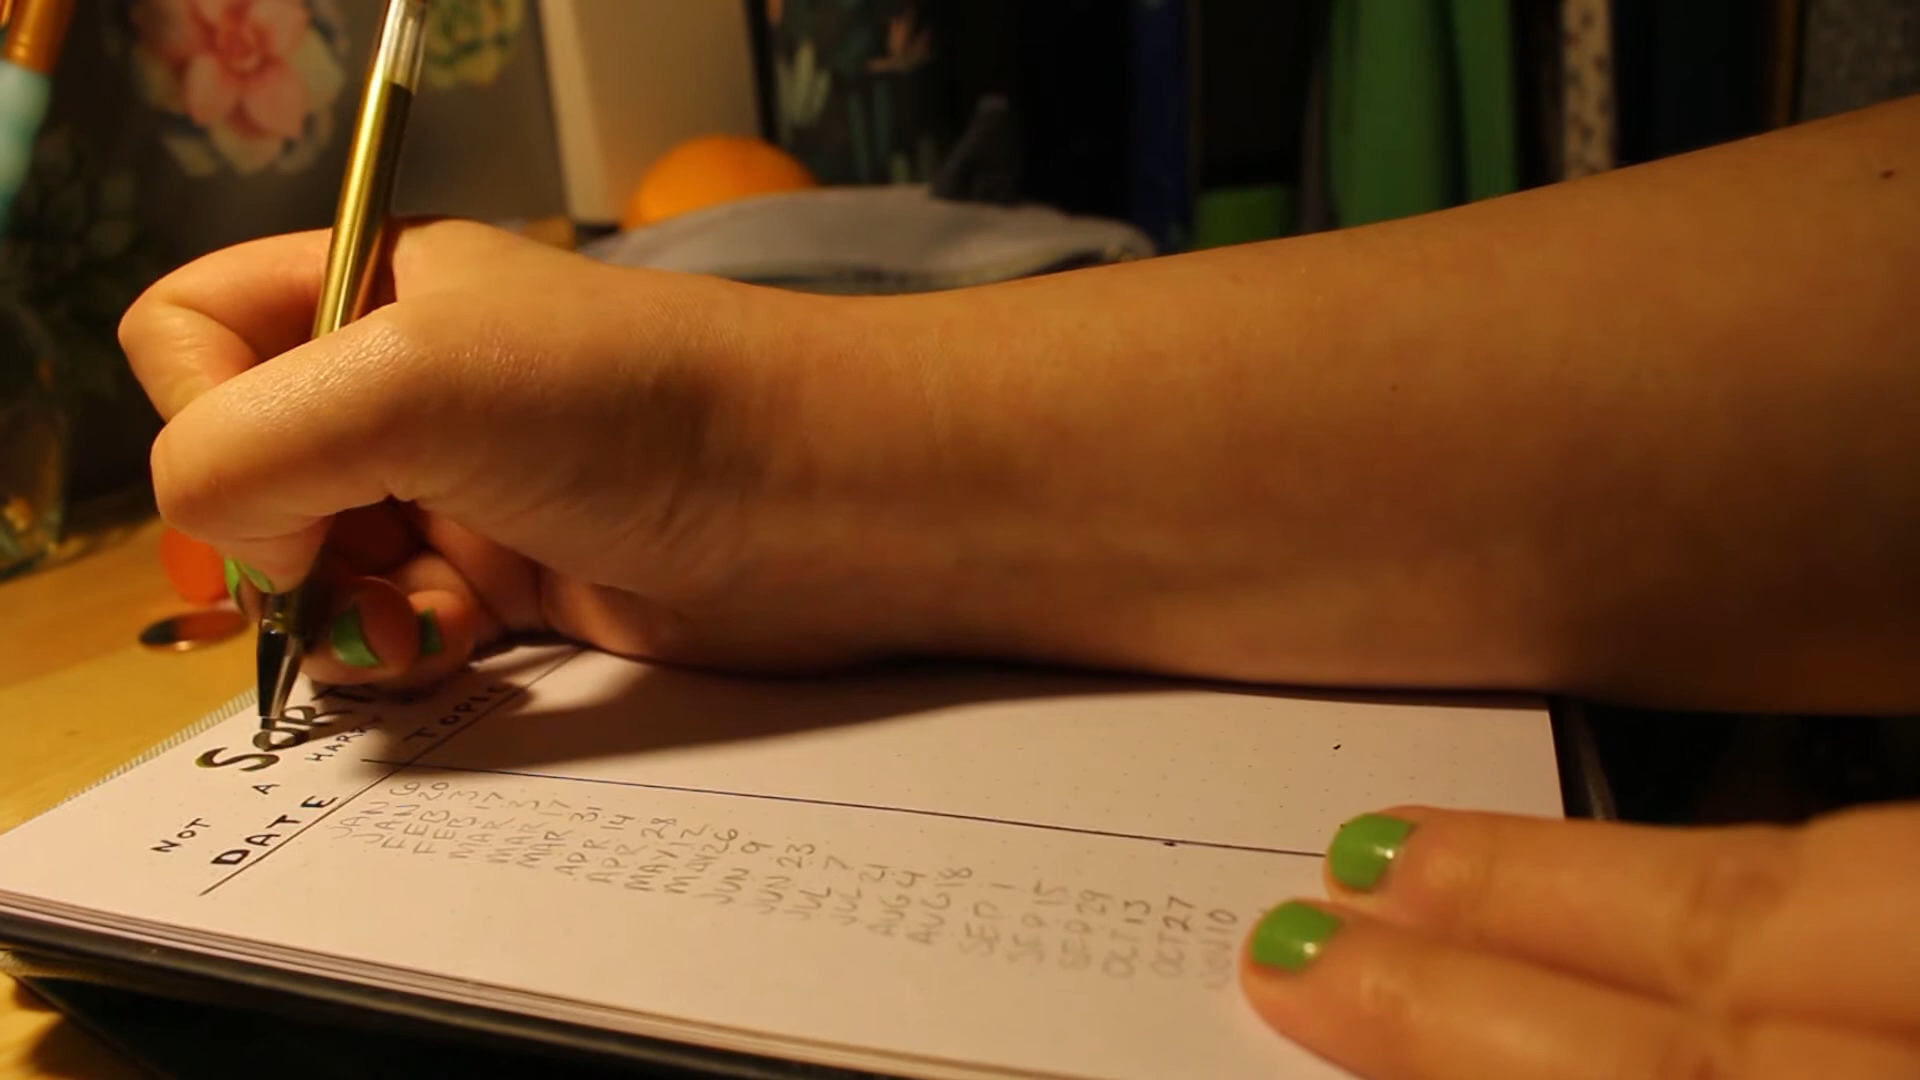 NOT A SORT
HARRY
DATE TOPIC
JAN 6
JAN 20
FEB 3
FEB 17
MAR 3
MAR 17
MAR 31
APR 14
APR 28
MAY 12
MAY 26
JUN 9
JUN 23
JUL 7
JUL 21
AUG 4
AUG 18
SEP 1
SEP 15
SEP 29
OCT 13
OCT 27
NOV 10